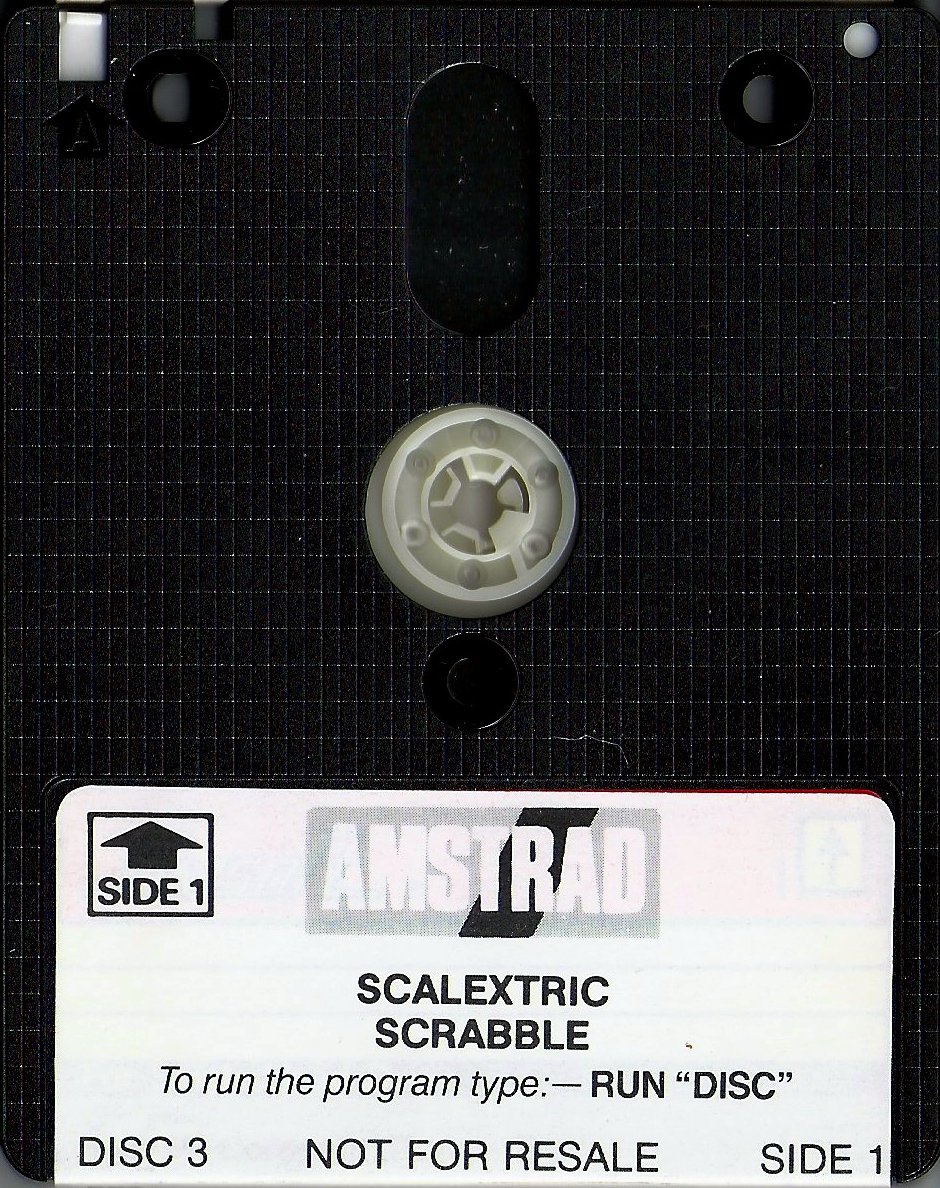 A
SIDE 1
AMSTRAD
SCALEXTRIC
SCRABBLE
To run the program type:— RUN “DISC”
DISC 3 NOT FOR RESALE SIDE 1